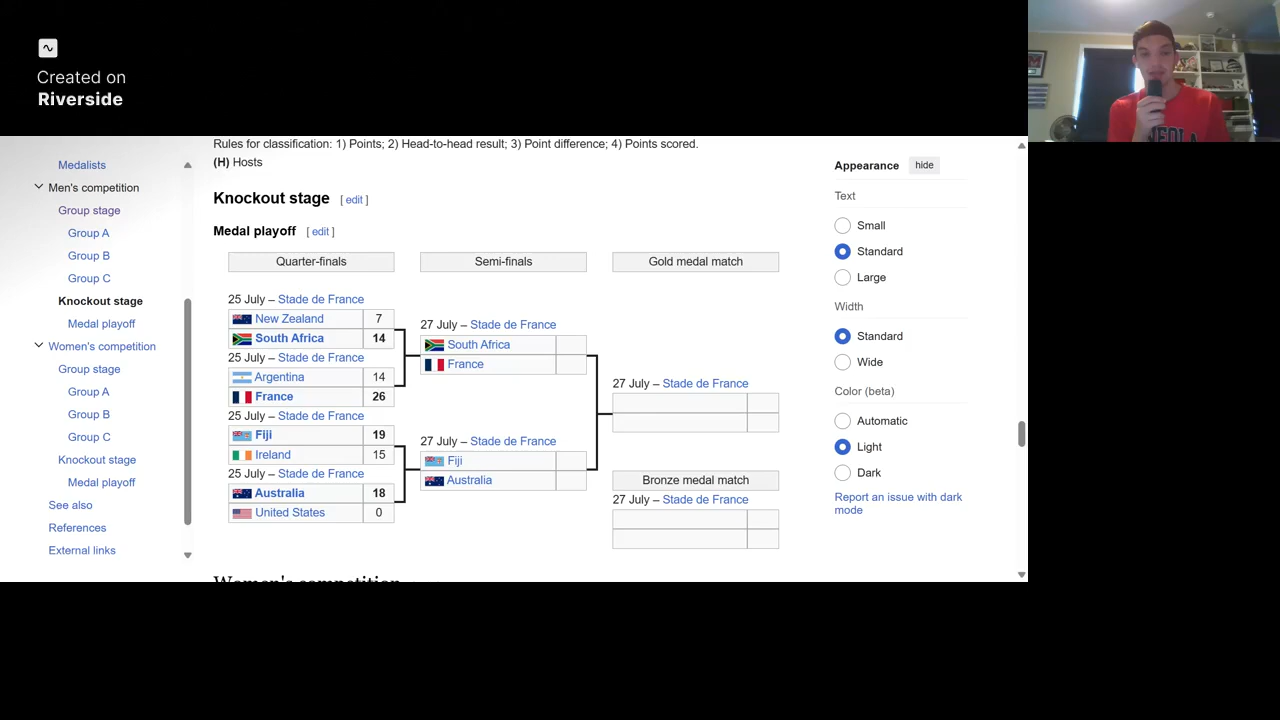 Created on
Riverside
Rules for classification: 1) Points; 2) Head-to-head result; 3) Point difference; 4) Points scored.
(H) Hosts
Medalists
Men's competition
Group stage
Group A
Group B
Group C
Knockout stage
Medal playoff
Women's competition
Group stage
Group A
Group B
Group C
Knockout stage
Medal playoff
See also
References
External links
Knockout stage [ edit ]
Medal playoff [ edit ]
Quarter-finals
25 July – Stade de France
New Zealand 7
South Africa 14
25 July – Stade de France
Argentina 14
France 26
25 July – Stade de France
Fiji 19
Ireland 15
25 July – Stade de France
Australia 18
United States 0
Semi-finals
27 July – Stade de France
South Africa
France
27 July – Stade de France
Fiji
Australia
Gold medal match
27 July – Stade de France
Bronze medal match
27 July – Stade de France
Women's competition
Appearance hide
Text
Small
Standard
Large
Width
Standard
Wide
Color (beta)
Automatic
Light
Dark
Report an issue with dark
mode